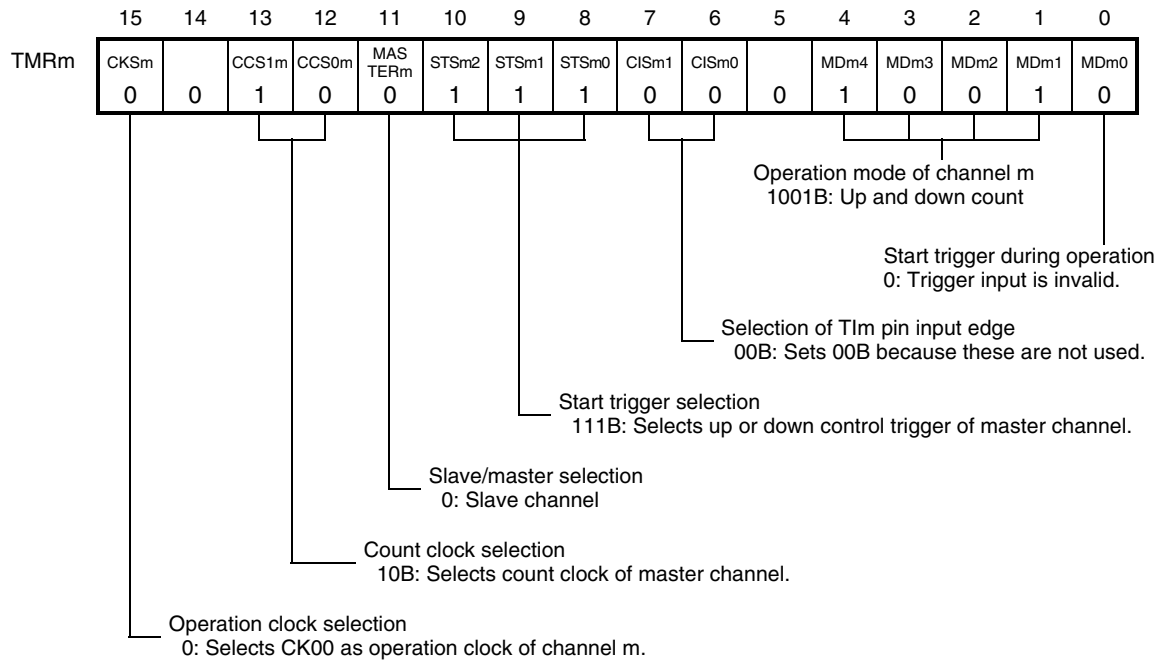 15 14 13 12 11 10 9 8 7 6 5 4 3 2 1 0
TMRm
CKSm CCS1m CCS0m MAS TERm STSm2 STSm1 STSm0 CISm1 CISm0 MDm4 MDm3 MDm2 MDm1 MDm0
0 0 1 0 0 1 1 1 0 0 0 1 0 0 1 0
Operation mode of channel m
1001B: Up and down count
Start trigger during operation
0: Trigger input is invalid.
Selection of TIm pin input edge
00B: Sets 00B because these are not used.
Start trigger selection
111B: Selects up or down control trigger of master channel.
Slave/master selection
0: Slave channel
Count clock selection
10B: Selects count clock of master channel.
Operation clock selection
0: Selects CK00 as operation clock of channel m.